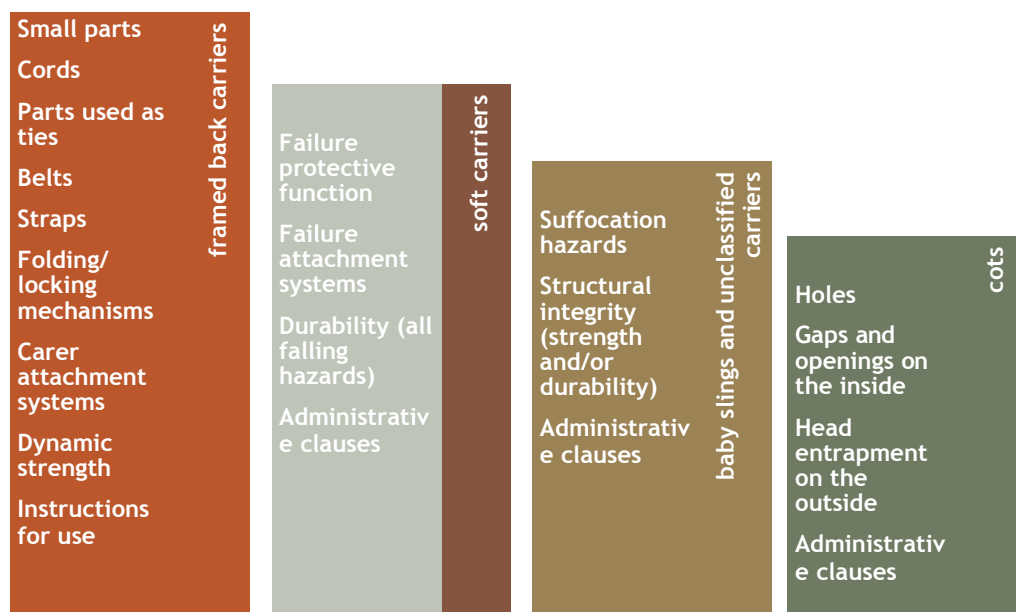 Small parts
Cords
Parts used as
ties
Belts
Straps
Folding/
locking
mechanisms
Carer
attachment
systems
Dynamic
strength
Instructions
for use
framed back carriers
Failure
protective
function
Failure
attachment
systems
Durability (all
falling
hazards)
Administrativ
e clauses
soft carriers
Suffocation
hazards
Structural
integrity
(strength
and/or
durability)
Administrativ
e clauses
baby slings and unclassified
carriers
Holes
Gaps and
openings on
the inside
Head
entrapment
on the
outside
Administrativ
e clauses
cots